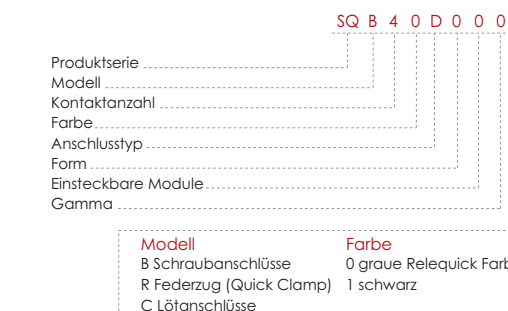 SQ B 4 0 D 0 0 0
Produktserie
Modell
Kontaktanzahl
Farbe
Anschlusstyp
Form
Einsteckbare Module
Gamma
Modell Farbe
B Schraubanschlüsse 0 graue Relequick Farb
R Federzug (Quick Clamp) 1 schwarz
C Lötanschlüsse